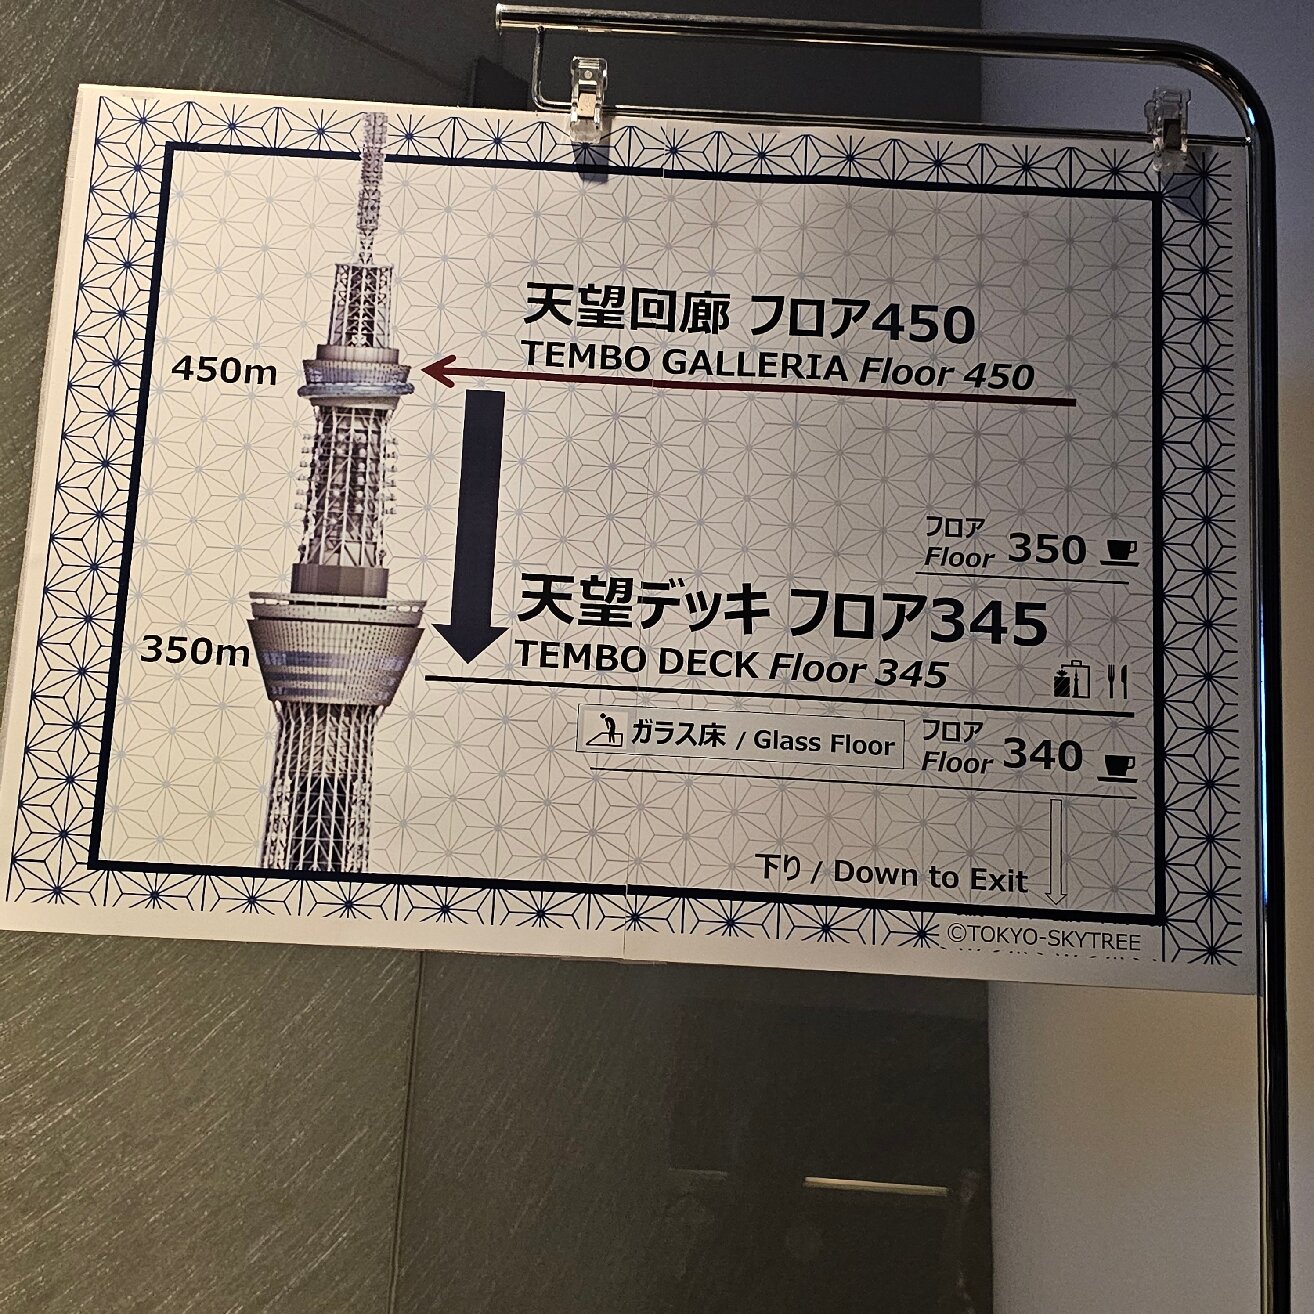 天望回廊 フロア450
TEMBO GALLERIA Floor 450
450m
フロア
Floor 350
天望デッキ フロア345
TEMBO DECK Floor 345
350m
ガラス床 / Glass Floor
フロア
Floor 340
下り / Down to Exit
©TOKYO-SKYTREE